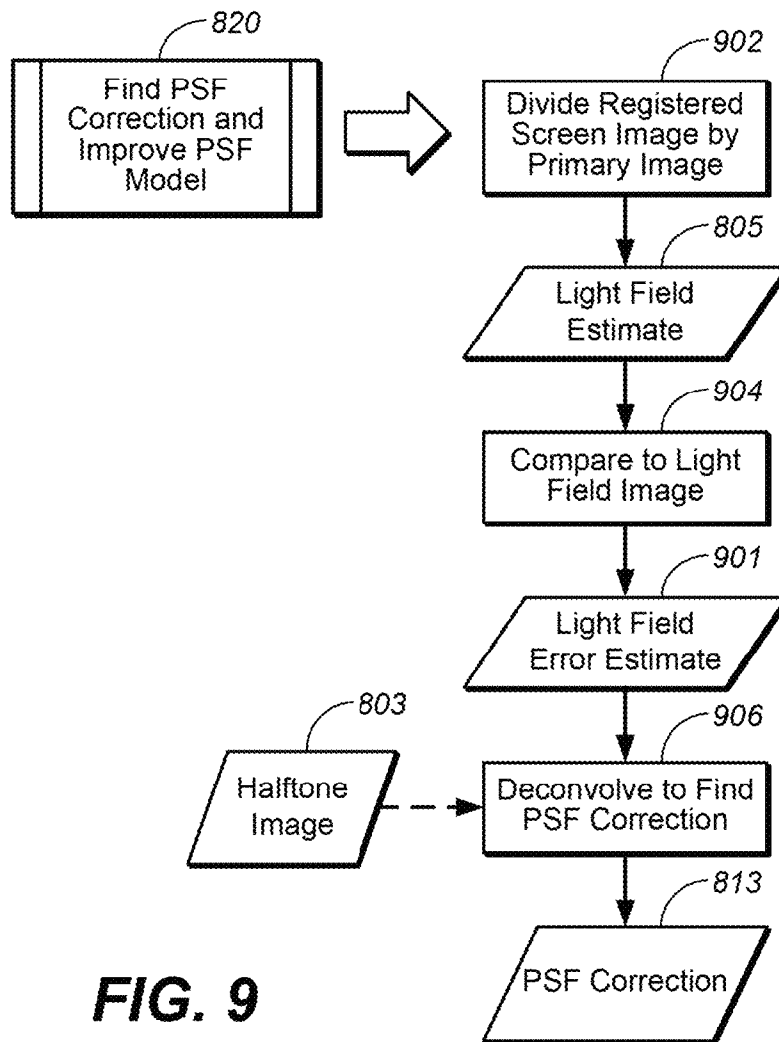 820
Find PSF
Correction and
Improve PSF
Model
902
Divide Registered
Screen Image by
Primary Image
805
Light Field
Estimate
904
Compare to Light
Field Image
901
Light Field
Error Estimate
803
Halftone
Image
906
Deconvolve to Find
PSF Correction
813
PSF Correction
FIG. 9